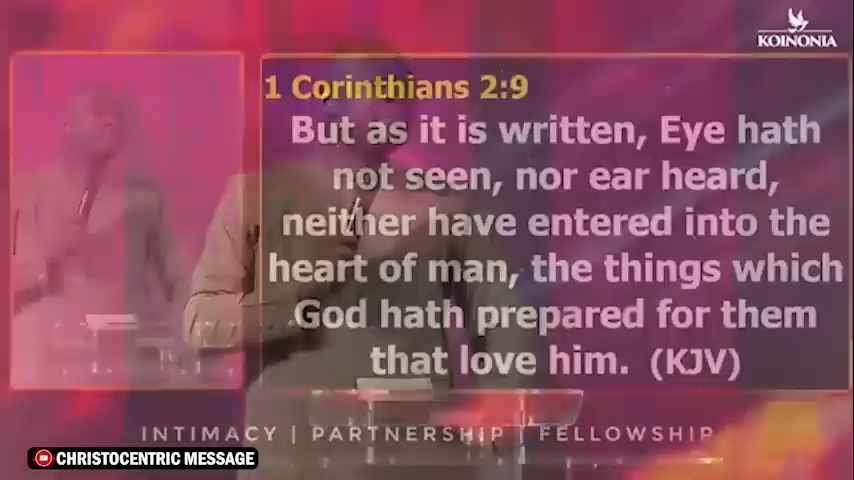 KOINONIA
1 Corinthians 2:9
But as it is written, Eye hath
not seen, nor ear heard,
neither have entered into the
heart of man, the things which
God hath prepared for them
that love him. (KJV)
INTIMACY | PARTNERSHIP | FELLOWSHIP
CHRISTOCENTRIC MESSAGE